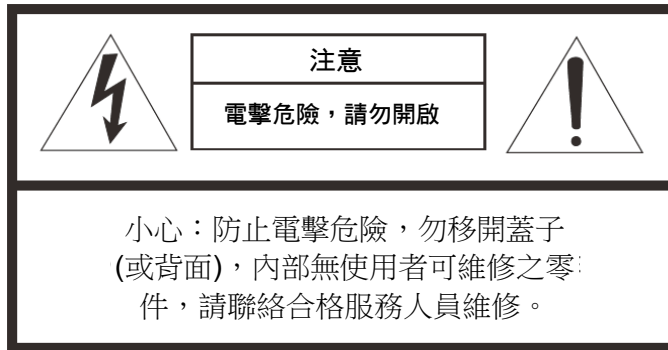 注意
電擊危險，請勿開啟
小心：防止電擊危險，勿移開蓋子
(或背面)，內部無使用者可維修之零
件，請聯絡合格服務人員維修。